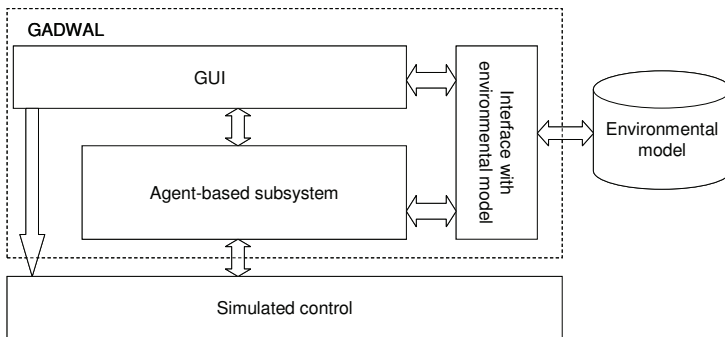 GADWAL
GUI
Interface with
environmental model
Environmental
model
Agent-based subsystem
Simulated control